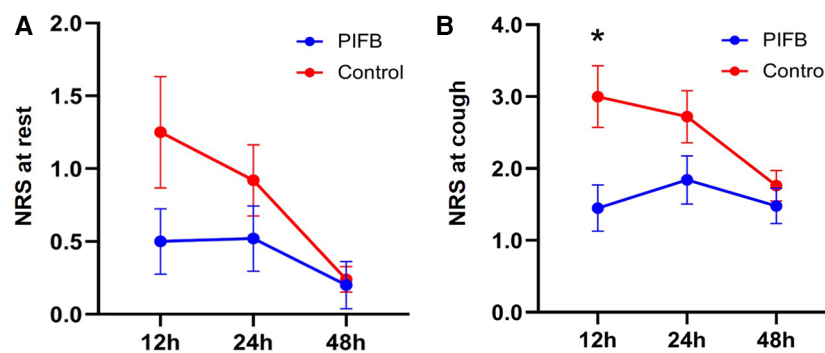 A
NRS at rest
2.0
1.5
1.0
0.5
0.0
PIFB
Control
12h
24h
48h
B
NRS at cough
4.0
3.0
2.0
1.0
0.0
*
PIFB
Contro
12h
24h
48h